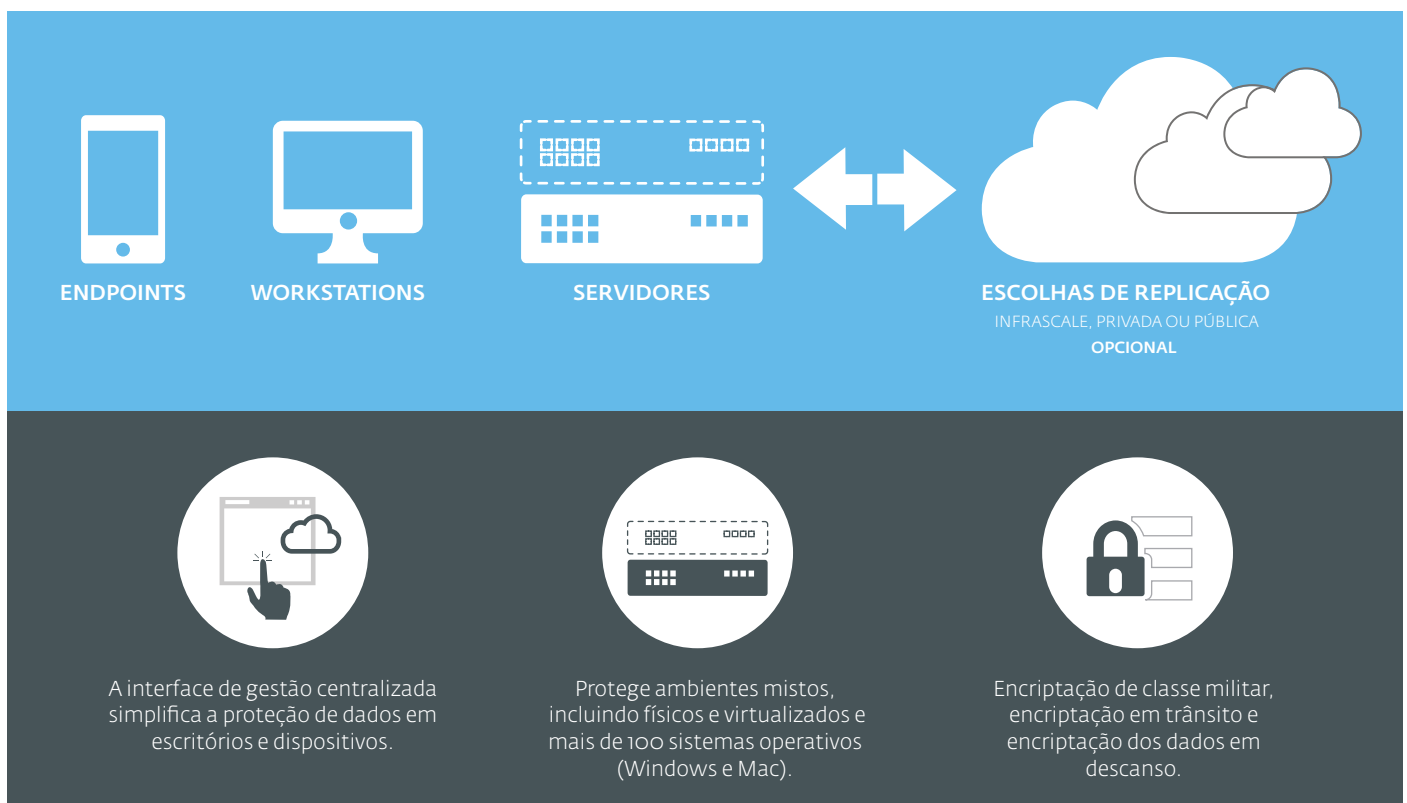 ENDPOINTS
WORKSTATIONS
SERVIDORES
ESCOLHAS DE REPLICAÇÃO
INFRASCALE, PRIVADA OU PÚBLICA
OPCIONAL
A interface de gestão centralizada
simplifica a proteção de dados em
escritórios e dispositivos.
Protege ambientes mistos,
incluindo físicos e virtualizados e
mais de 100 sistemas operativos
(Windows e Mac).
Encriptação de classe militar,
encriptação em trânsito e
encriptação dos dados em
descanso.